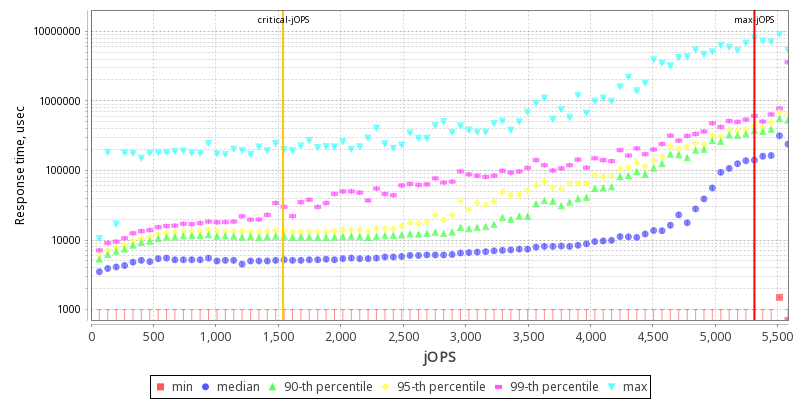 critical-jOPS max-jOPS
10000000
1000000
100000
10000
1000
Response time, usec
0 500 1,000 1,500 2,000 2,500 3,000 3,500 4,000 4,500 5,000 5,500
jOPS
min median 90-th percentile 95-th percentile 99-th percentile max